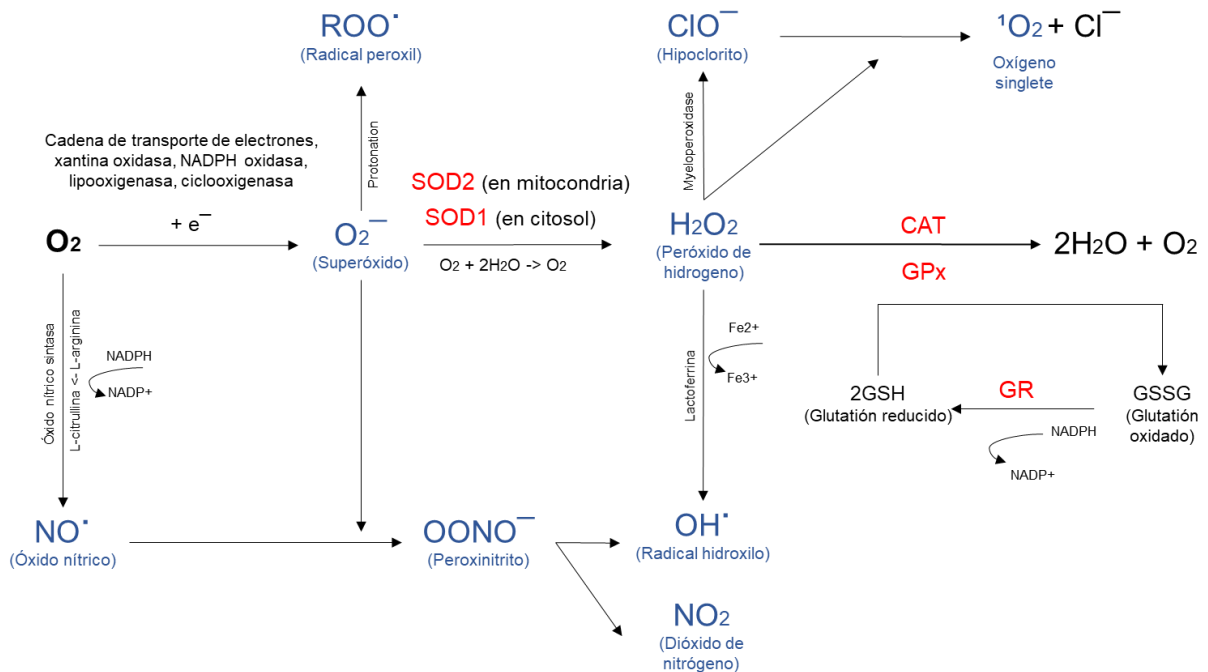 ROO˙
(Radical peroxil)
ClO⁻
(Hipoclorito)
¹O₂ + Cl⁻
Oxígeno
singlete
Protonation
Myeloperoxidase
Cadena de transporte de electrones,
xantina oxidasa, NADPH oxidasa,
lipooxigenasa, ciclooxigenasa
+ e⁻
SOD2 (en mitocondria)
SOD1 (en citosol)
O₂
O₂⁻
(Superóxido)
O₂ + 2H₂O -> O₂
H₂O₂
(Peróxido de
hidrogeno)
CAT
GPx
2H₂O + O₂
Óxido nítrico sintasa
L-citrulina <- L-arginina
NADPH
NADP+
Lactoferrina
Fe2+
Fe3+
2GSH
(Glutatión reducido)
GR
GSSG
(Glutatión
oxidado)
NADPH
NADP+
NO˙
(Óxido nítrico)
OONO⁻
(Peroxinitrito)
OH˙
(Radical hidroxilo)
NO₂
(Dióxido de
nitrógeno)